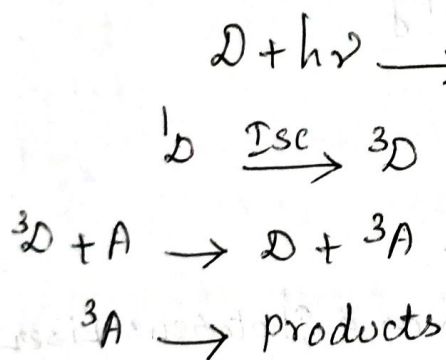 D + hν →
¹D ISC→ ³D
³D + A → D + ³A
³A → products